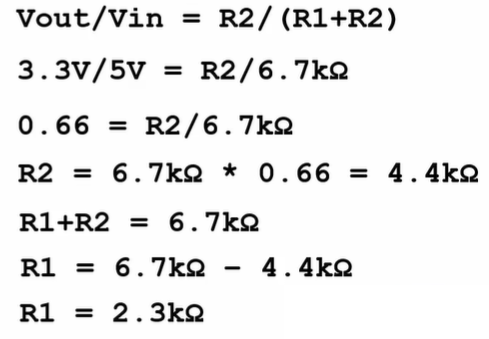 Vout/Vin = R2/(R1+R2)
3.3V/5V = R2/6.7kΩ
0.66 = R2/6.7kΩ
R2 = 6.7kΩ * 0.66 = 4.4kΩ
R1+R2 = 6.7kΩ
R1 = 6.7kΩ - 4.4kΩ
R1 = 2.3kΩ